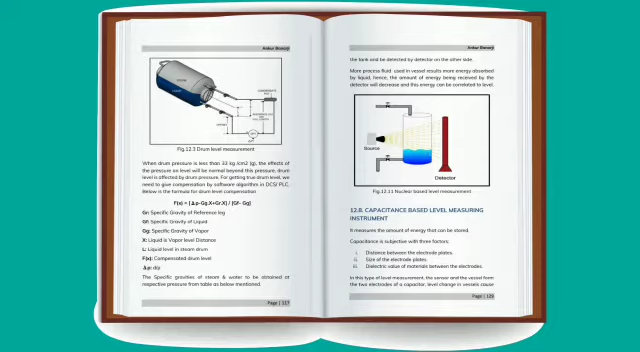 Ankur Bioraiji
Fig.12.3 Drum level measurement
When drum pressure is less than 33 kg /cm2 (g), the effects of
the pressure on level will be normal beyond this pressure; drum
level is affected by drum pressure. For getting true drum level, we
need to give compensation by software algorithm in DCS/ PLC.
Below is the formula for drum level compensation
F(x) = [Δp-Gg.X+Gr.X] / [Gf- Gg]
Gr: Specific Gravity of Reference leg
Gf: Specific Gravity of Liquid
Gg: Specific Gravity of Vapor
X: Liquid is Vapor level Distance
L: Liquid level in steam drum
F(x): Compensated drum level
Δp: d/p
The Specific gravities of steam & water to be obtained at
respective pressure from table as below mentioned.
Page | 117
the tank and be detected by detector on the other side.
More process fluid used in vessel results more energy absorbed
by liquid, hence, the amount of energy being received by the
detector will decrease and this energy can be correlated to level.
Source
Detector
Fig.12.11 Nuclear based level measurement
12.8. CAPACITANCE BASED LEVEL MEASURING
INSTRUMENT
It measures the amount of energy that can be stored.
Capacitance is subjective with three factors:
i. Distance between the electrode plates.
ii. Size of the electrode plates.
iii. Dielectric value of materials between the electrodes.
In this type of level measurement, the sensor and the vessel form
the two electrodes of a capacitor, level change in vessels cause